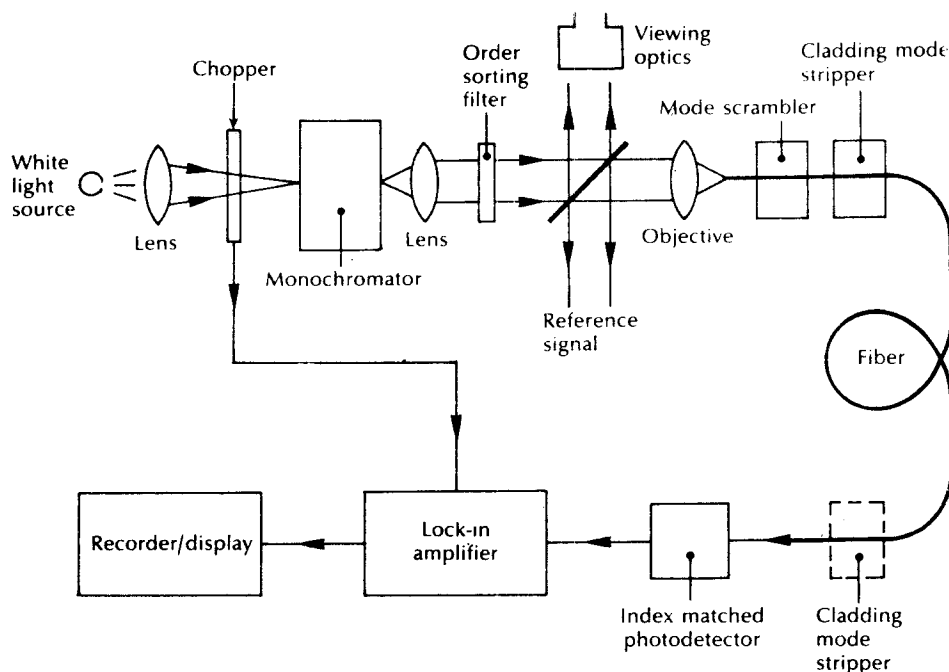 Viewing
optics
Cladding mode
stripper
Order
sorting
filter
Chopper
Mode scrambler
White
light
source
Lens
Monochromator
Lens
Objective
Reference
signal
Fiber
Recorder/display
Lock-in
amplifier
Index matched
photodetector
Cladding
mode
stripper